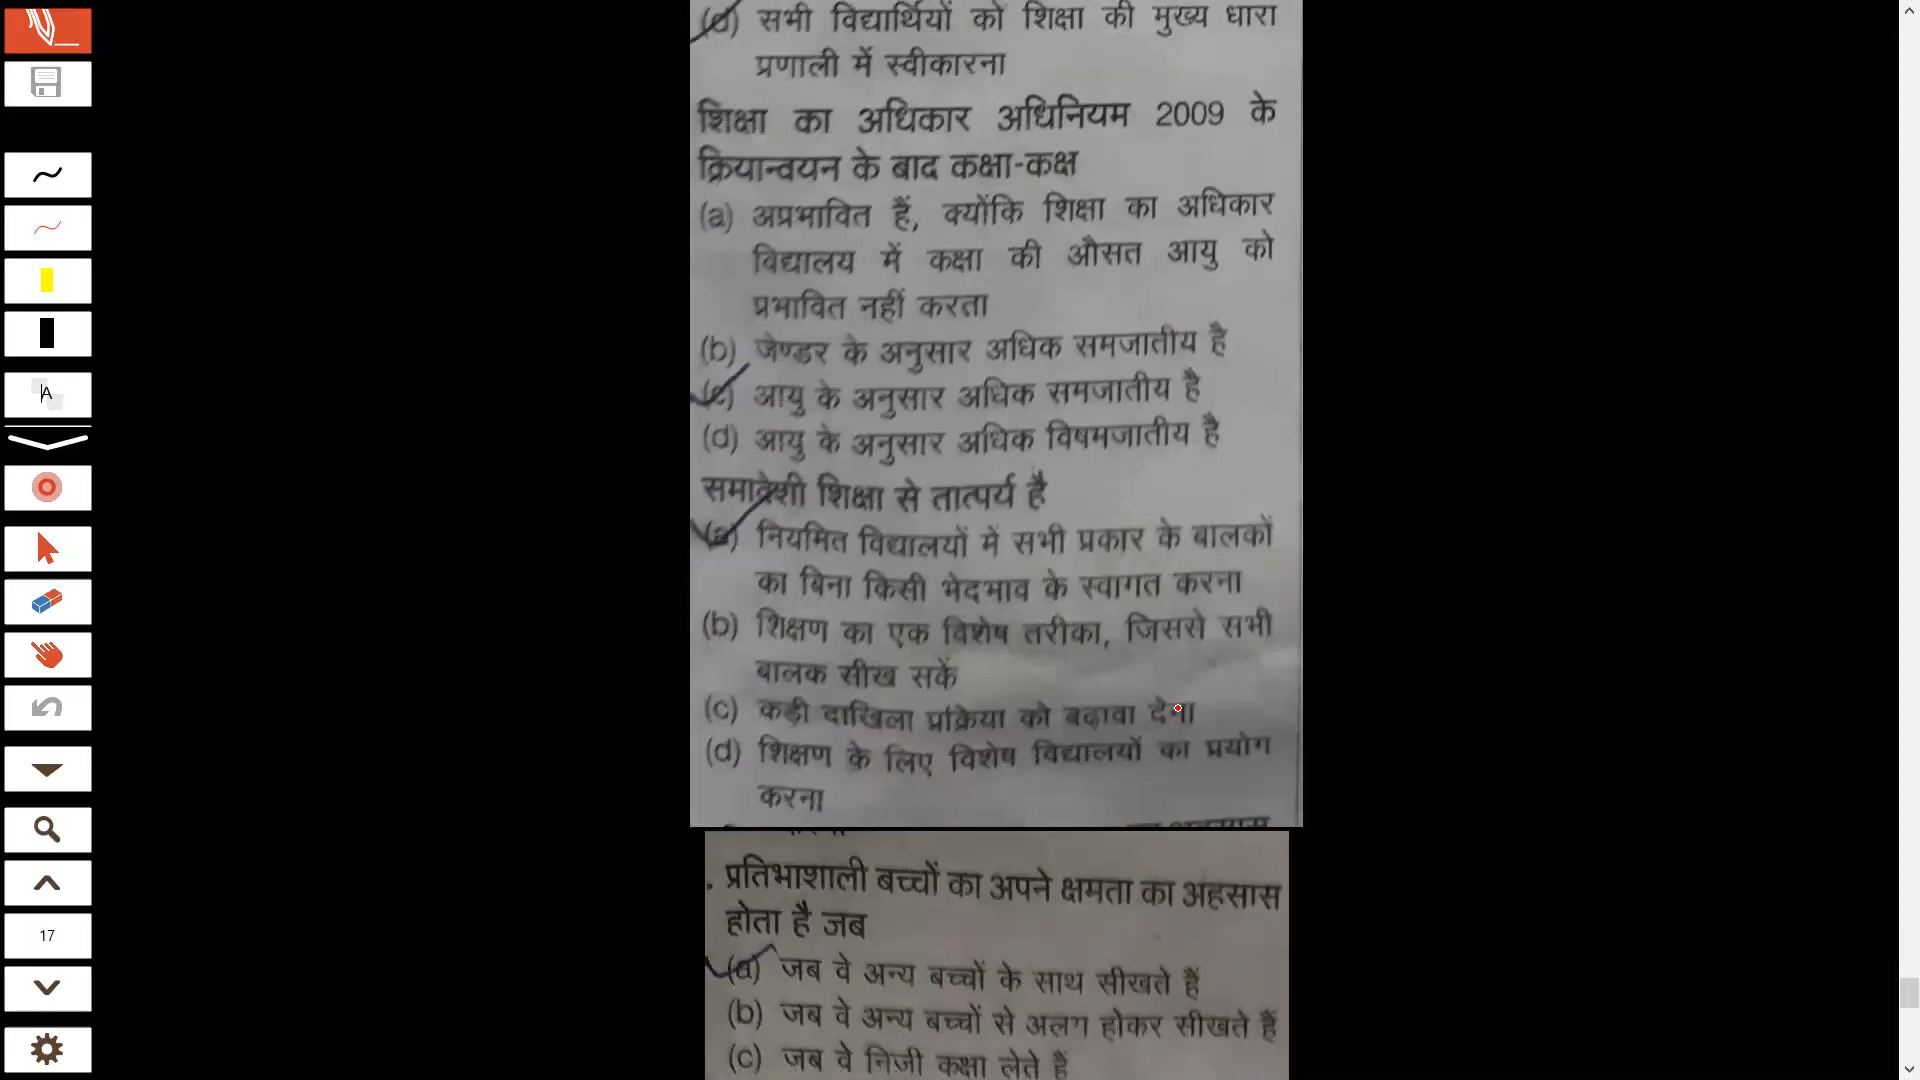 (d) सभी विद्यार्थियों को शिक्षा की मुख्य धारा
प्रणाली में स्वीकारना
शिक्षा का अधिकार अधिनियम 2009 के
क्रियान्वयन के बाद कक्षा-कक्ष
(a) अप्रभावित हैं, क्योंकि शिक्षा का अधिकार
विद्यालय में कक्षा की औसत आयु को
प्रभावित नहीं करता
(b) जेण्डर के अनुसार अधिक समजातीय है
(c) आयु के अनुसार अधिक समजातीय है
(d) आयु के अनुसार अधिक विषमजातीय है
समावेशी शिक्षा से तात्पर्य है
(a) नियमित विद्यालयों में सभी प्रकार के बालकों
का बिना किसी भेदभाव के स्वागत करना
(b) शिक्षण का एक विशेष तरीका, जिससे सभी
बालक सीख सकें
(c) कड़ी दाखिला प्रक्रिया को बढ़ावा देना
(d) शिक्षण के लिए विशेष विद्यालयों का प्रयोग
करना
. प्रतिभाशाली बच्चों का अपने क्षमता का अहसास
होता है जब
(a) जब वे अन्य बच्चों के साथ सीखते हैं
(b) जब वे अन्य बच्चों से अलग होकर सीखते हैं
(c) जब वे निजी कक्षा लेते हैं
A
17